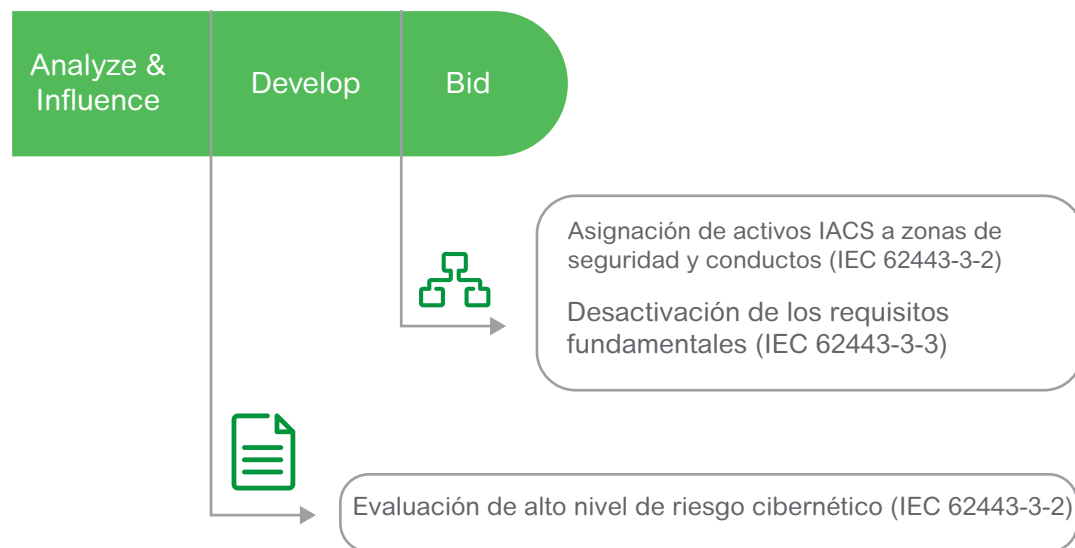 Analyze &
Influence
Develop
Bid
Asignación de activos IACS a zonas de
seguridad y conductos (IEC 62443-3-2)
Desactivación de los requisitos
fundamentales (IEC 62443-3-3)
Evaluación de alto nivel de riesgo cibernético (IEC 62443-3-2)